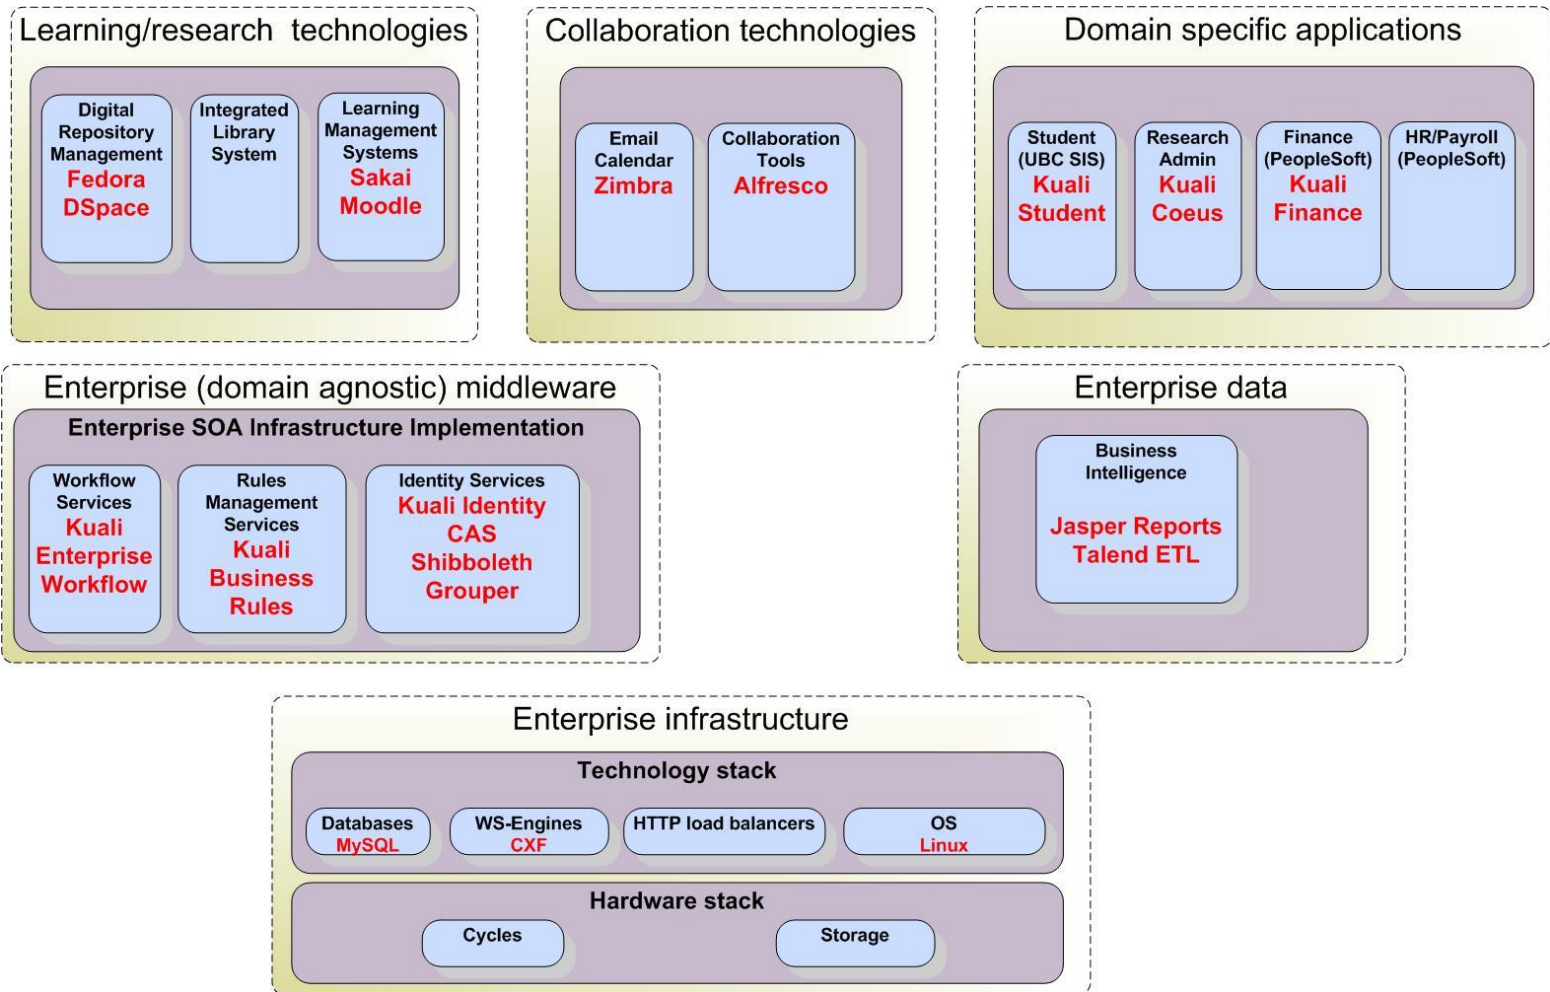 Learning/research technologies
Digital
Repository
Management
Fedora
DSpace
Integrated
Library
System
Learning
Management
Systems
Sakai
Moodle
Collaboration technologies
Email
Calendar
Zimbra
Collaboration
Tools
Alfresco
Domain specific applications
Student
(UBC SIS)
Kuali
Student
Research
Admin
Kuali
Coeus
Finance
(PeopleSoft)
Kuali
Finance
HR/Payroll
(PeopleSoft)
Enterprise (domain agnostic) middleware
Enterprise SOA Infrastructure Implementation
Workflow
Services
Kuali
Enterprise
Workflow
Rules
Management
Services
Kuali
Business
Rules
Identity Services
Kuali Identity
CAS
Shibboleth
Grouper
Enterprise data
Business
Intelligence
Jasper Reports
Talend ETL
Enterprise infrastructure
Technology stack
Databases
MySQL
WS-Engines
CXF
HTTP load balancers
OS
Linux
Hardware stack
Cycles
Storage